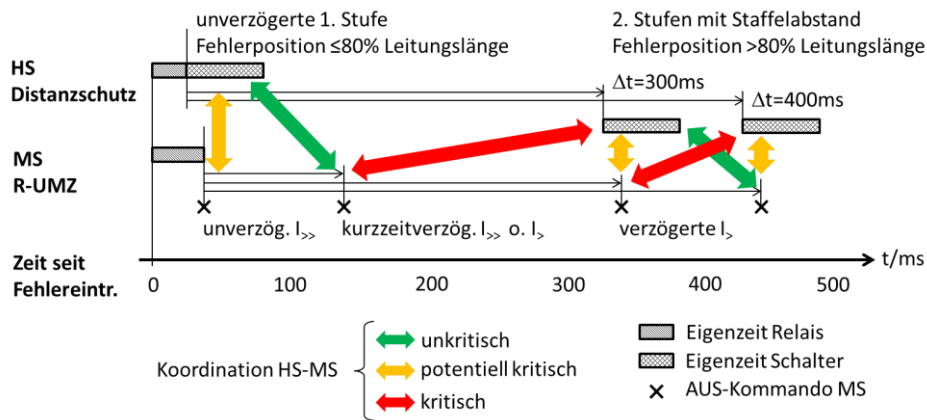 unverzögerte 1. Stufe
Fehlerposition ≤80% Leitungslänge
2. Stufen mit Staffelabstand
Fehlerposition >80% Leitungslänge
HS
Distanzschutz
Δt=300ms
Δt=400ms
MS
R-UMZ
unverzög. I>>
kurzzeitverzög. I>> o. I>
verzögerte I>
Zeit seit
Fehlereintr.
t/ms
0 100 200 300 400 500
Koordination HS-MS
unkritisch
potentiell kritisch
kritisch
Eigenzeit Relais
Eigenzeit Schalter
AUS-Kommando MS